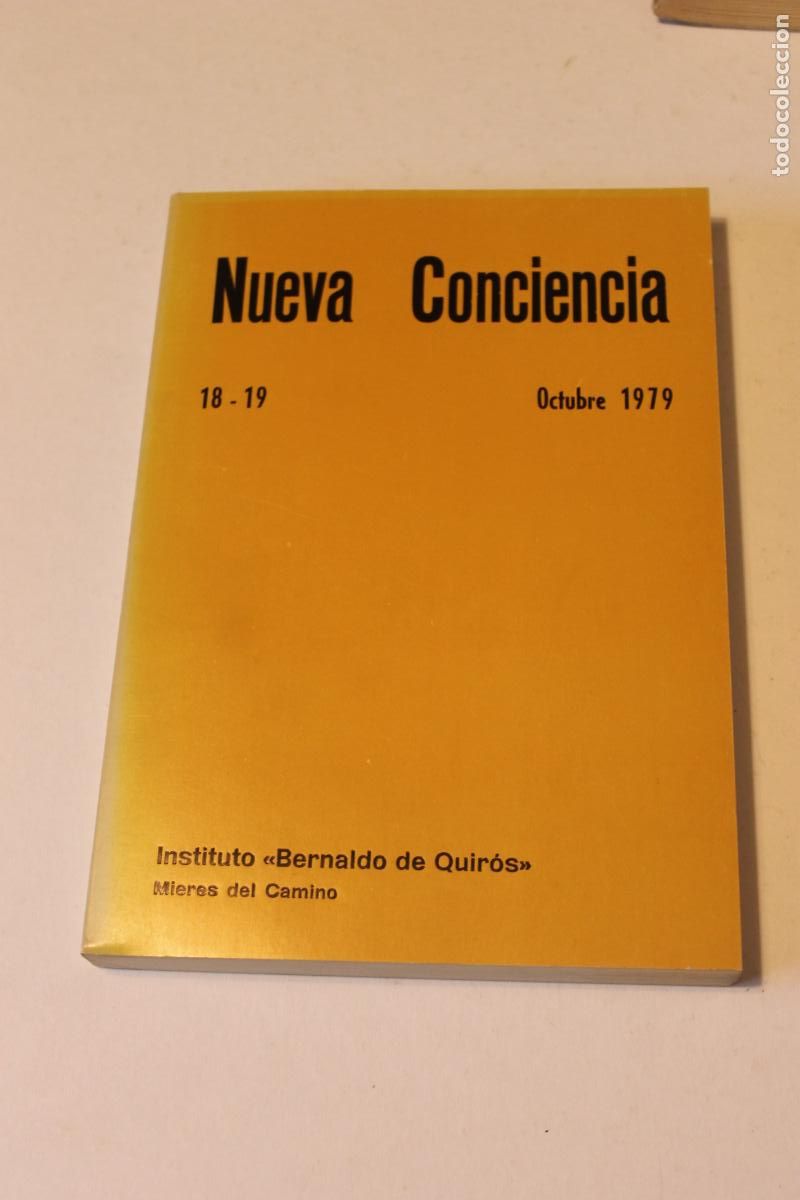 todocoleccion
Nueva Conciencia
18 - 19 Octubre 1979
Instituto «Bernaldo de Quirós»
Mieres del Camino